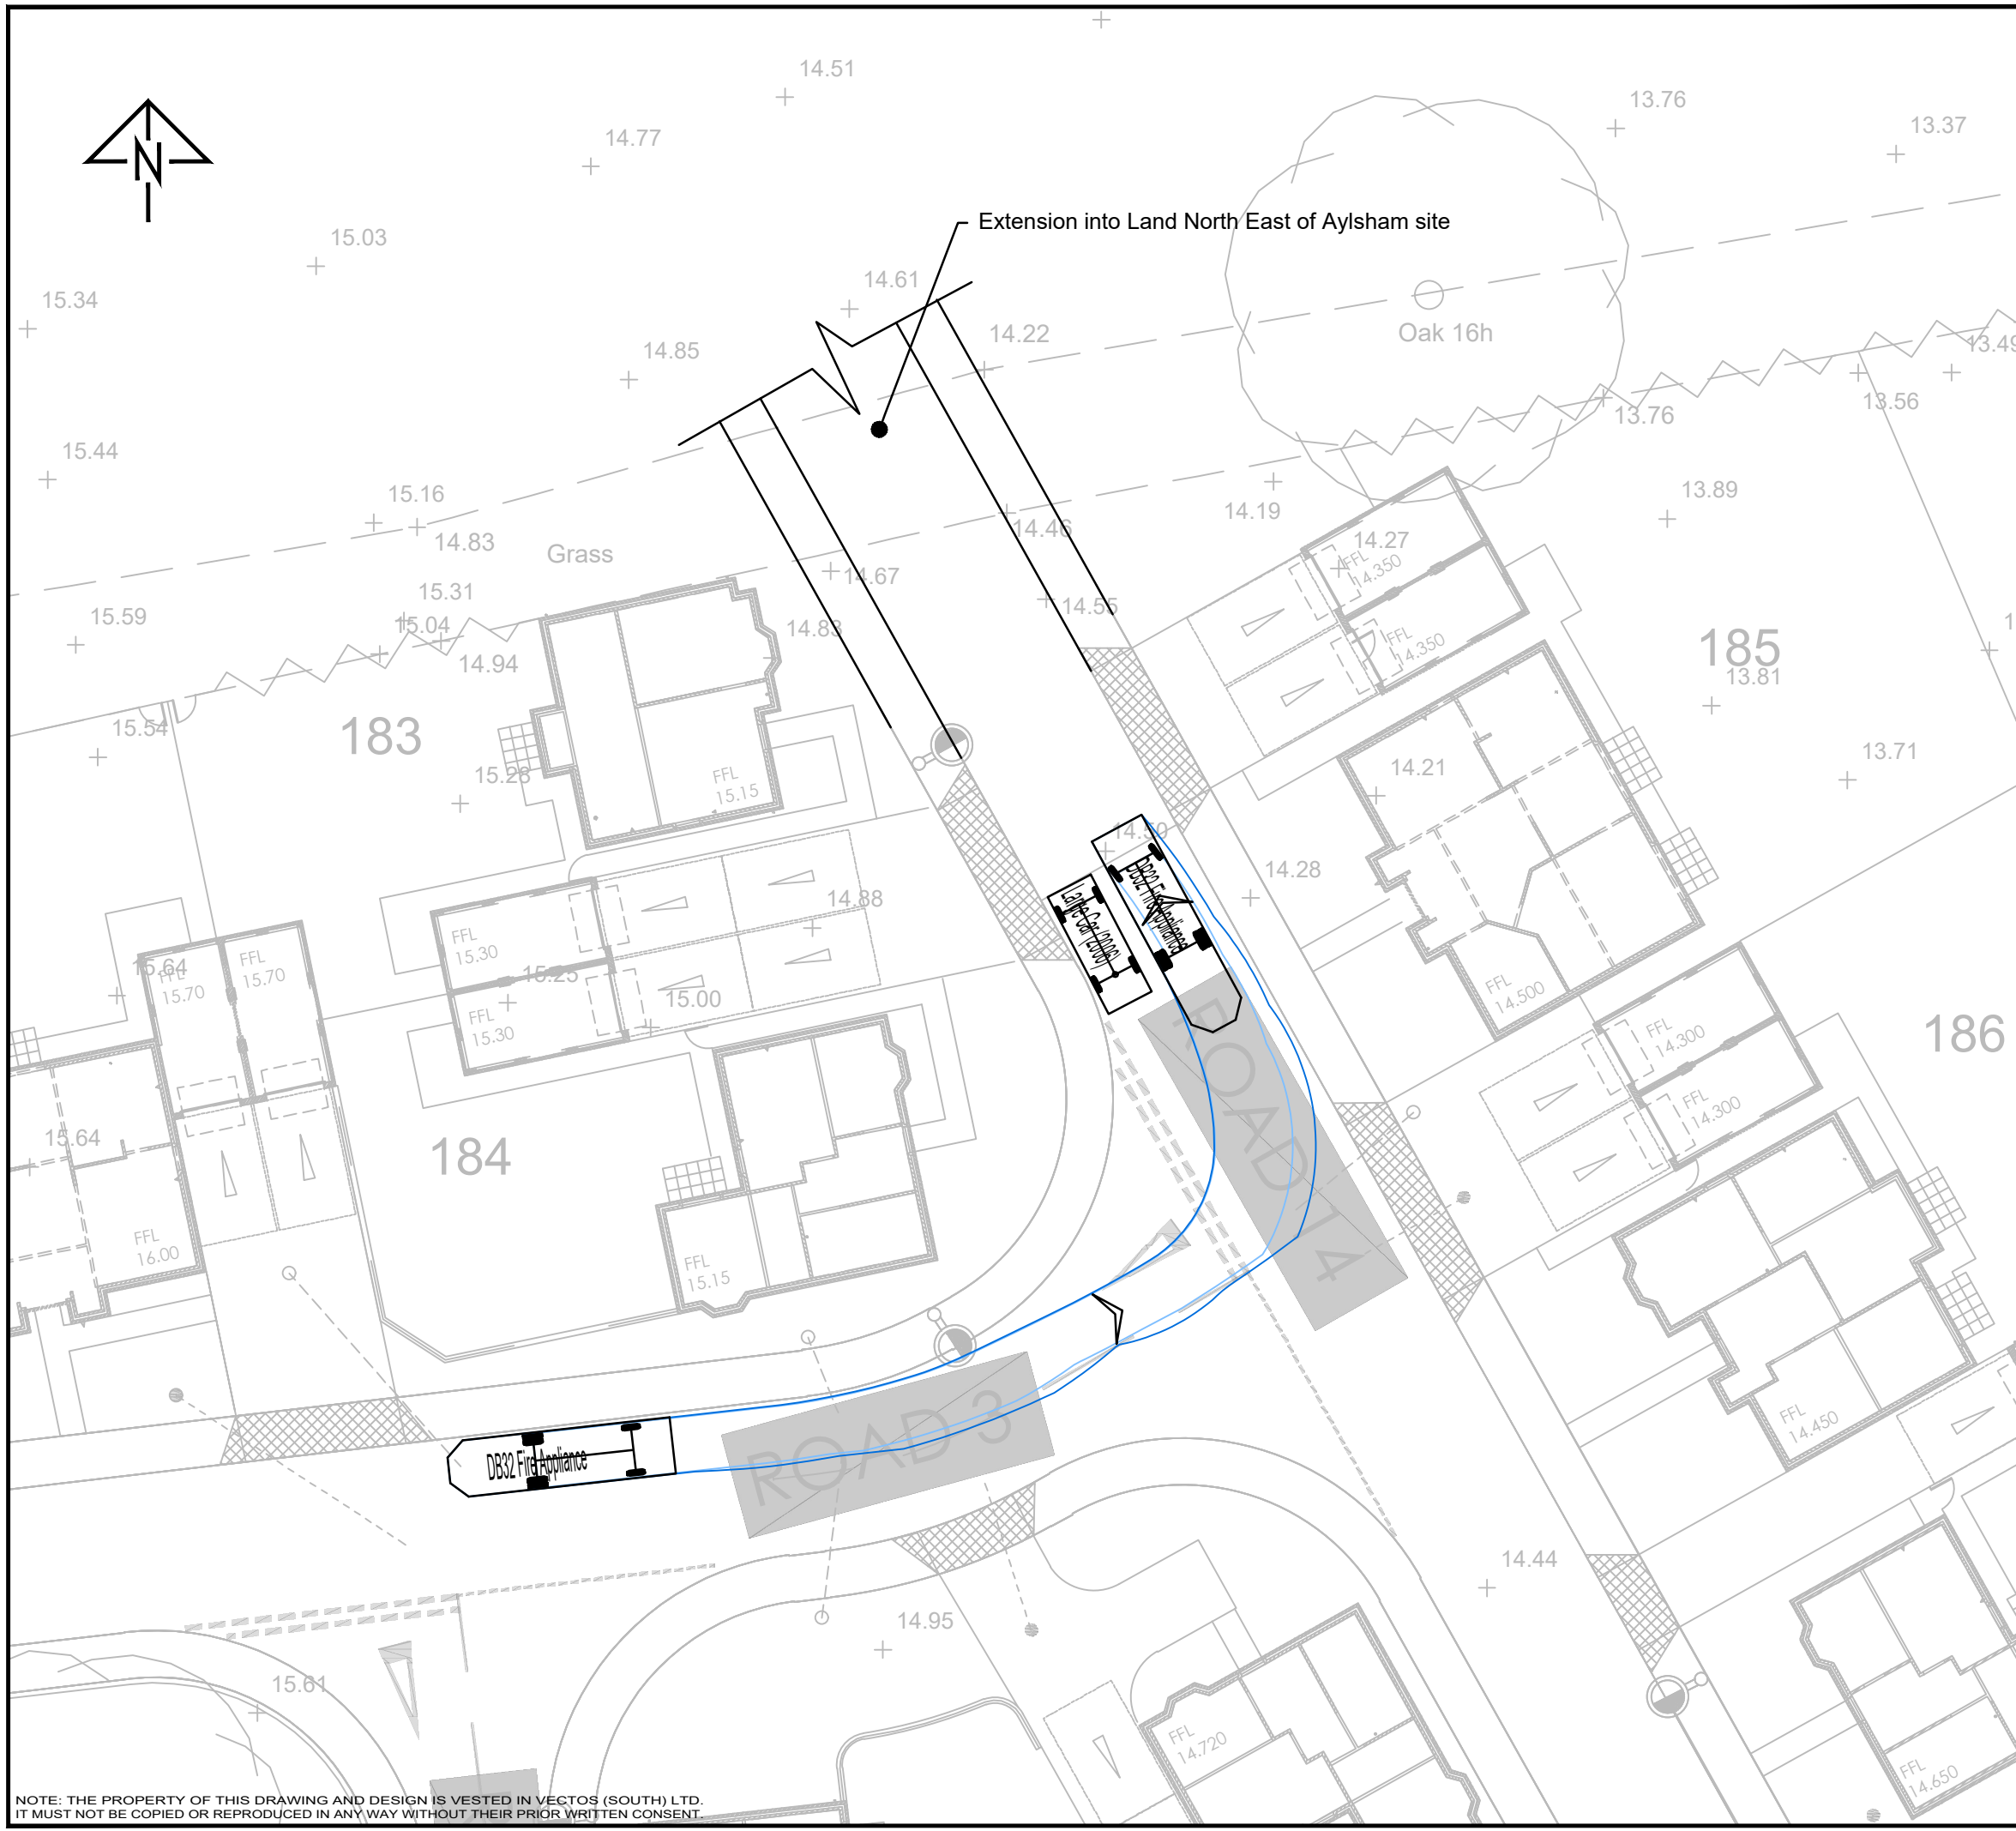 14.51
13.76
13.37
14.77
N
Extension into Land North East of Aylsham site
15.03
14.61
15.34
14.22
Oak 16h
14.85
13.49
13.56
13.76
15.44
15.16
13.89
14.19
14.46
14.83
Grass
14.27
FFL
14.350
14.67
15.31
14.55
15.59
15.04
14.83
FFL
14.350
185
14.94
13.81
15.54
183
13.71
15.28
FFL
15.15
14.21
14.50
14.28
14.88
DB32 Fire Appliance
Large Car (2006)
FFL
15.30
15.64
FFL
15.70
FFL
15.70
15.25
15.00
FFL
14.500
FFL
15.30
FFL
14.300
186
ROAD 14
FFL
14.300
15.64
184
FFL
16.00
FFL
15.15
ROAD 3
FFL
14.450
DB32 Fire Appliance
14.44
14.95
15.61
FFL
14.720
FFL
14.650
NOTE: THE PROPERTY OF THIS DRAWING AND DESIGN IS VESTED IN VECTOS (SOUTH) LTD.
IT MUST NOT BE COPIED OR REPRODUCED IN ANY WAY WITHOUT THEIR PRIOR WRITTEN CONSENT.